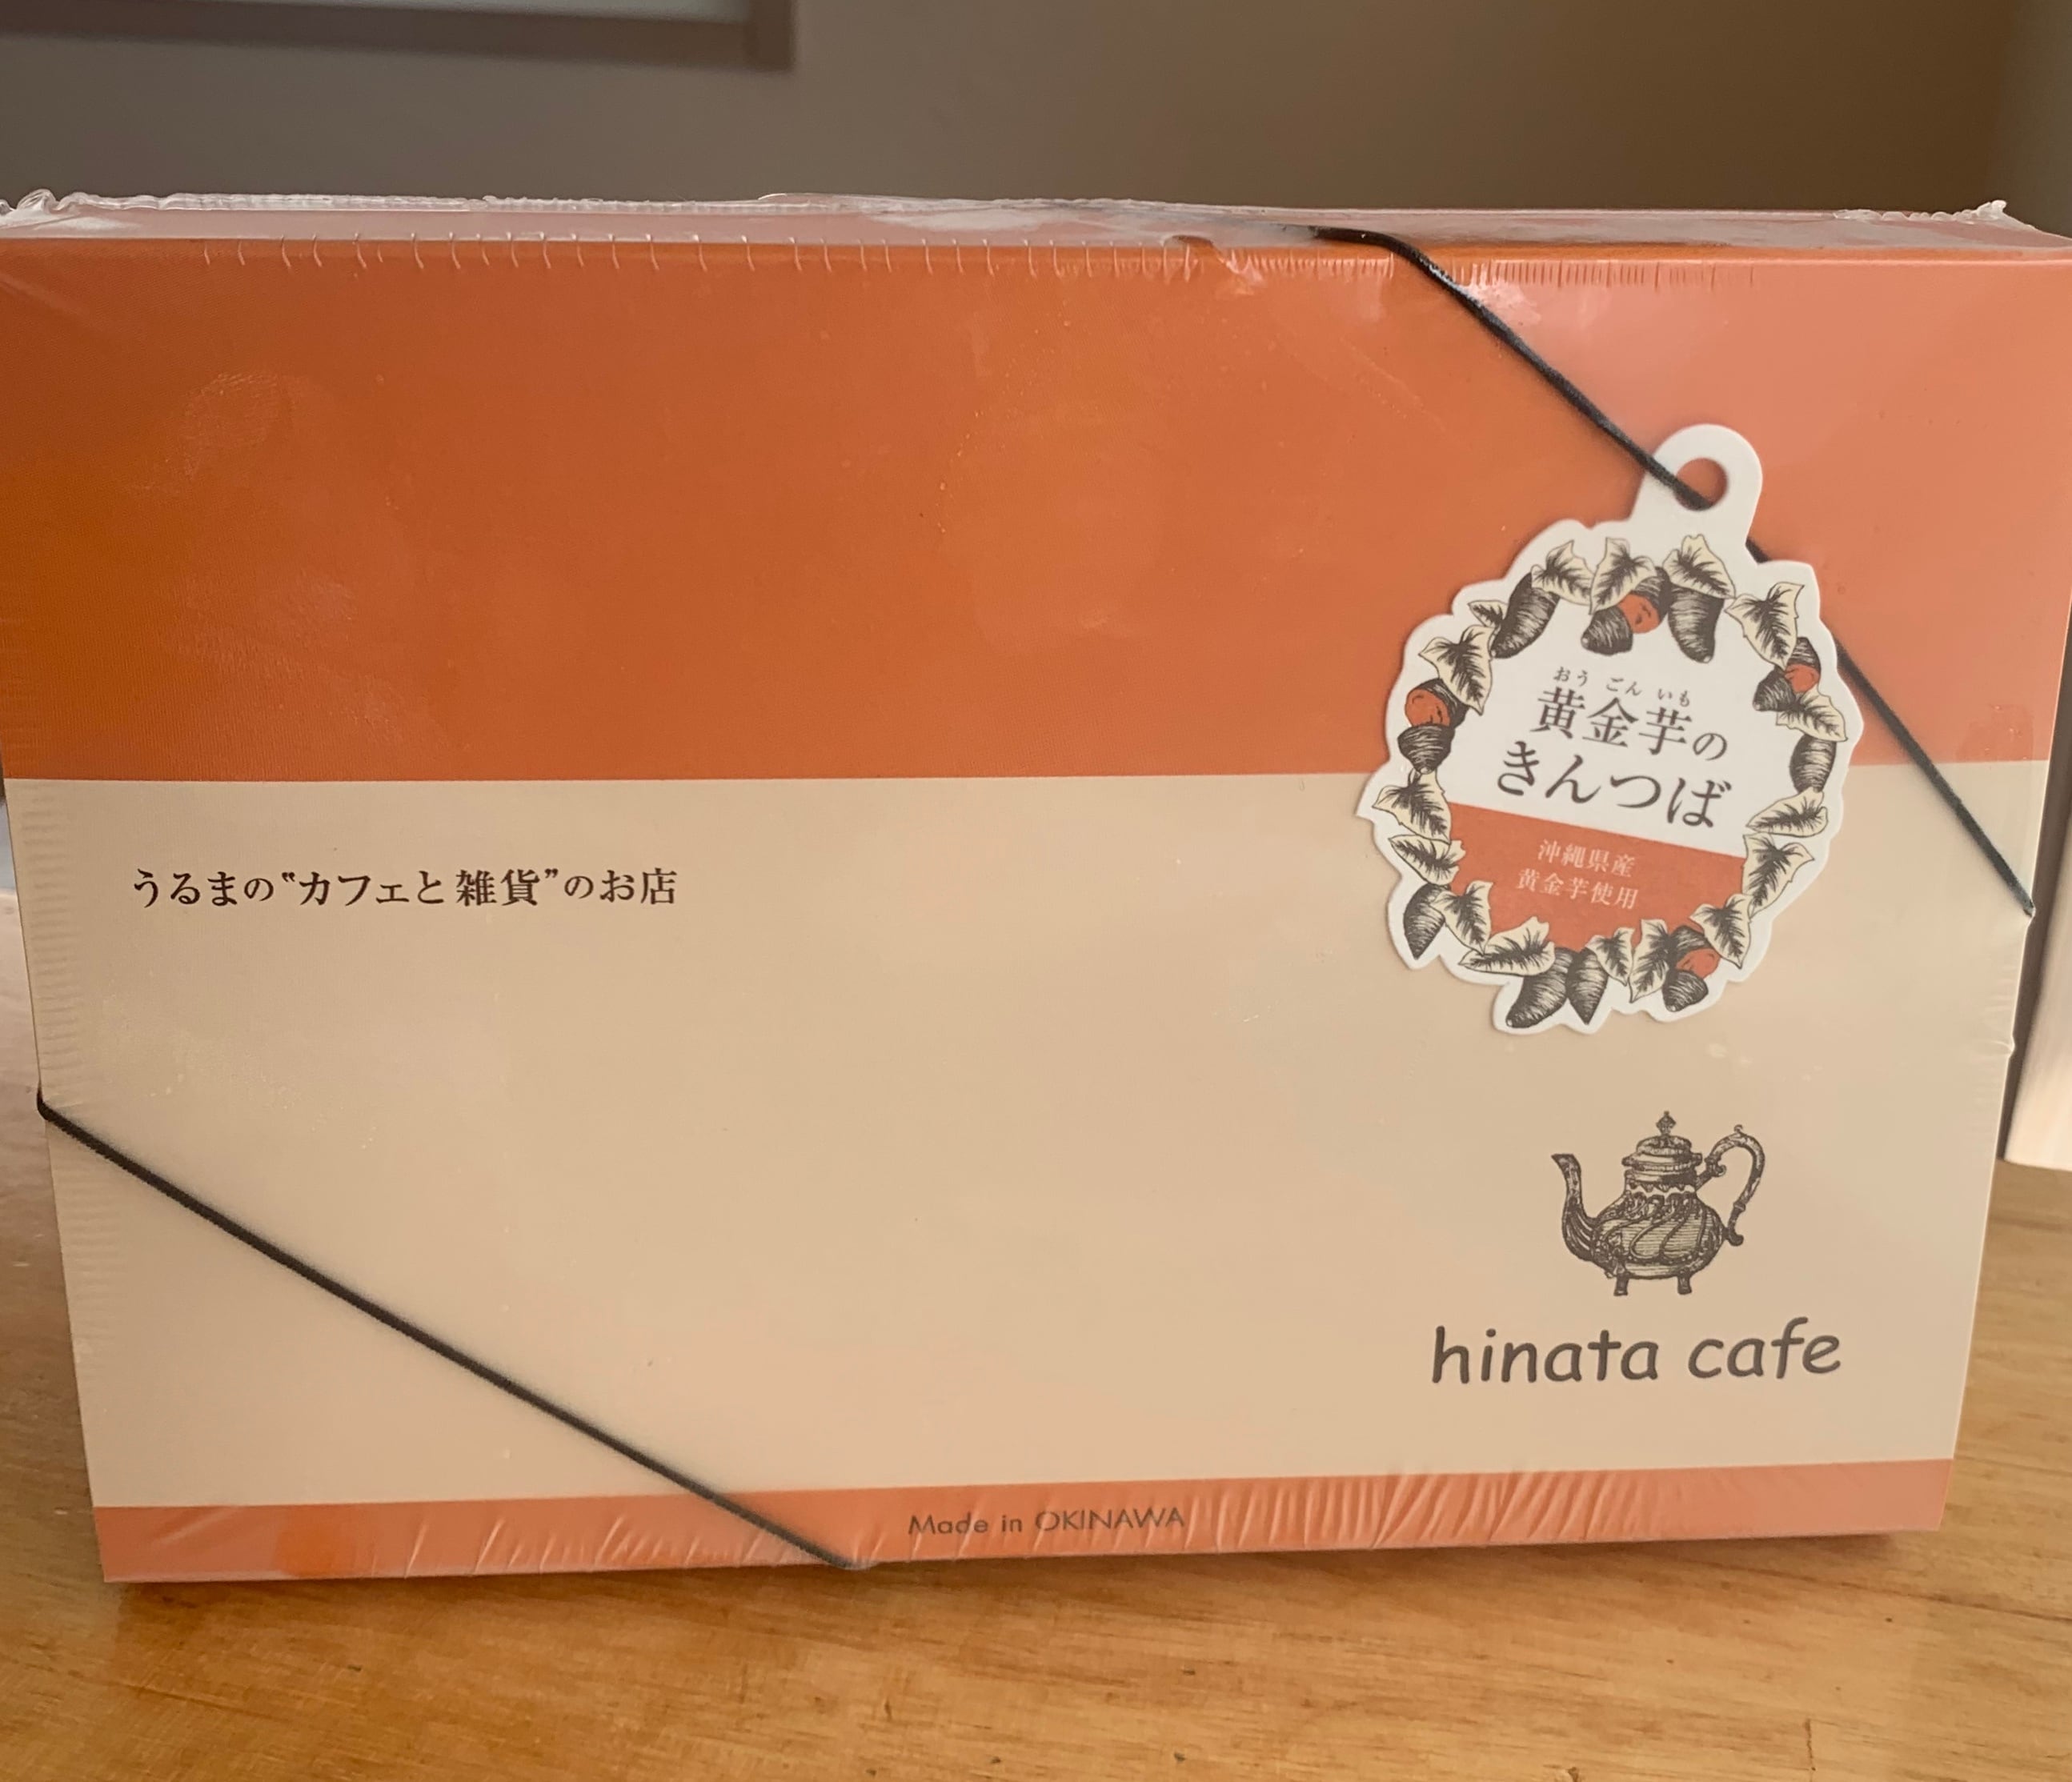 おうごんいも
黄金芋の
きんつば
沖縄県産
黄金芋使用
うるまの"カフェと雑貨"のお店
hinata cafe
Made in OKINAWA